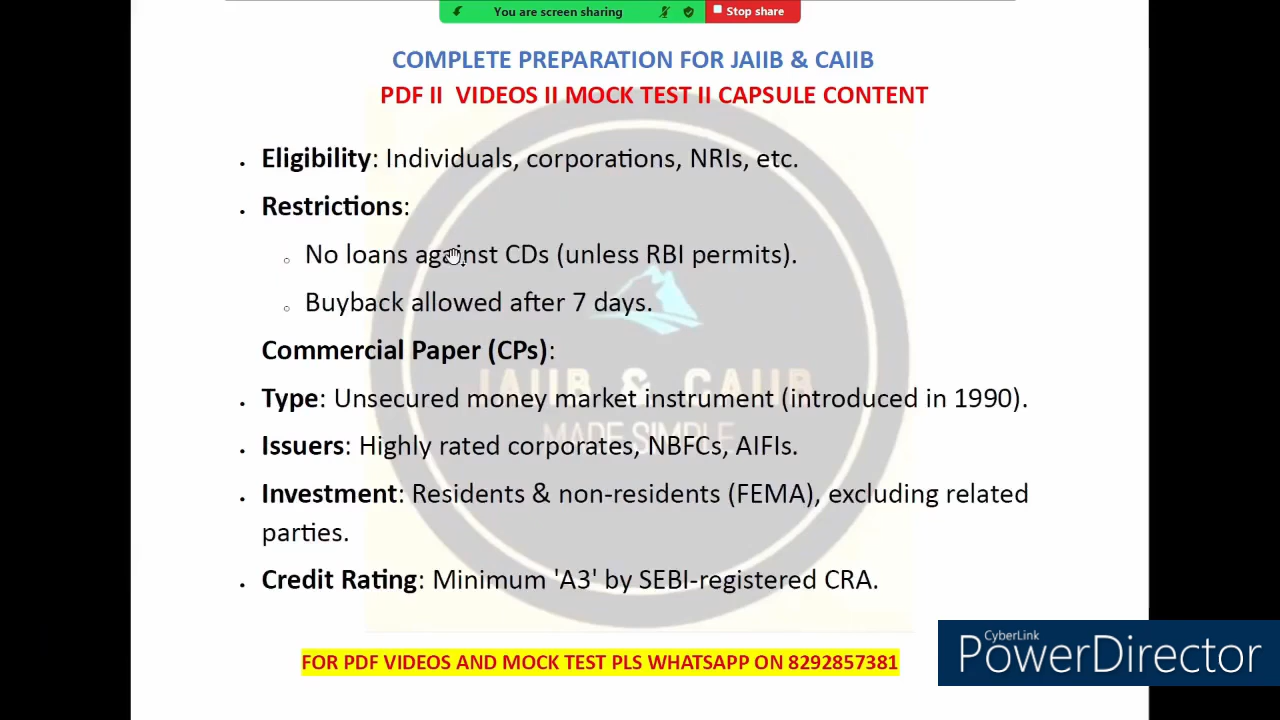 You are screen sharing Stop share
COMPLETE PREPARATION FOR JAIIB & CAIIB
PDF II VIDEOS II MOCK TEST II CAPSULE CONTENT
• Eligibility: Individuals, corporations, NRIs, etc.
• Restrictions:
○ No loans against CDs (unless RBI permits).
○ Buyback allowed after 7 days.
Commercial Paper (CPs):
JAIIB & CAIIB
• Type: Unsecured money market instrument (introduced in 1990).
MADE SIMPLE
• Issuers: Highly rated corporates, NBFCs, AIFIs.
• Investment: Residents & non-residents (FEMA), excluding related
parties.
• Credit Rating: Minimum 'A3' by SEBI-registered CRA.
CyberLink
PowerDirector
FOR PDF VIDEOS AND MOCK TEST PLS WHATSAPP ON 8292857381